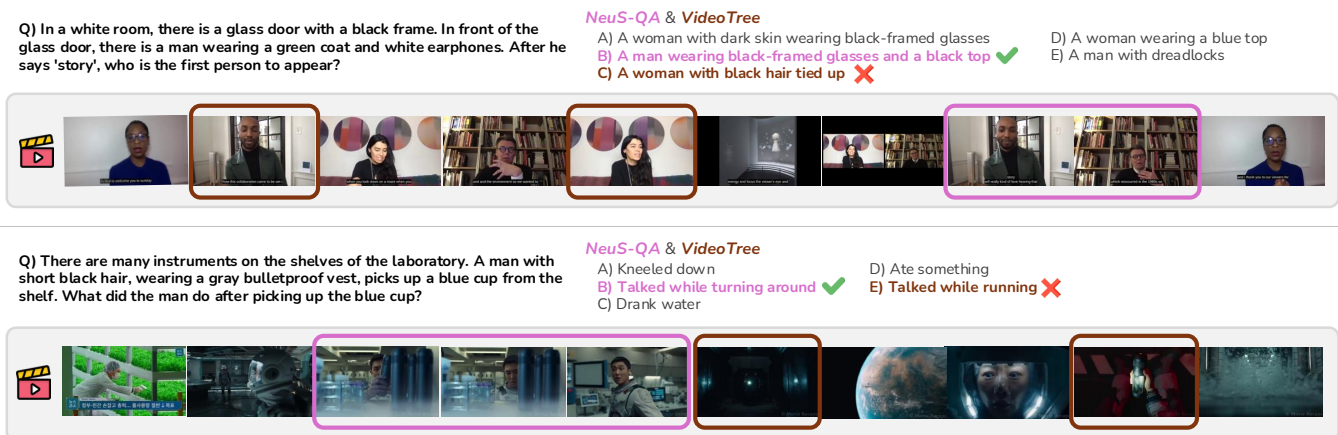 Q) In a white room, there is a glass door with a black frame. In front of the
glass door, there is a man wearing a green coat and white earphones. After he
says 'story', who is the first person to appear?
NeuS-QA & VideoTree
A) A woman with dark skin wearing black-framed glasses
B) A man wearing black-framed glasses and a black top
C) A woman with black hair tied up
D) A woman wearing a blue top
E) A man with dreadlocks
Q) There are many instruments on the shelves of the laboratory. A man with
short black hair, wearing a gray bulletproof vest, picks up a blue cup from the
shelf. What did the man do after picking up the blue cup?
NeuS-QA & VideoTree
A) Kneeled down
B) Talked while turning around
C) Drank water
D) Ate something
E) Talked while running